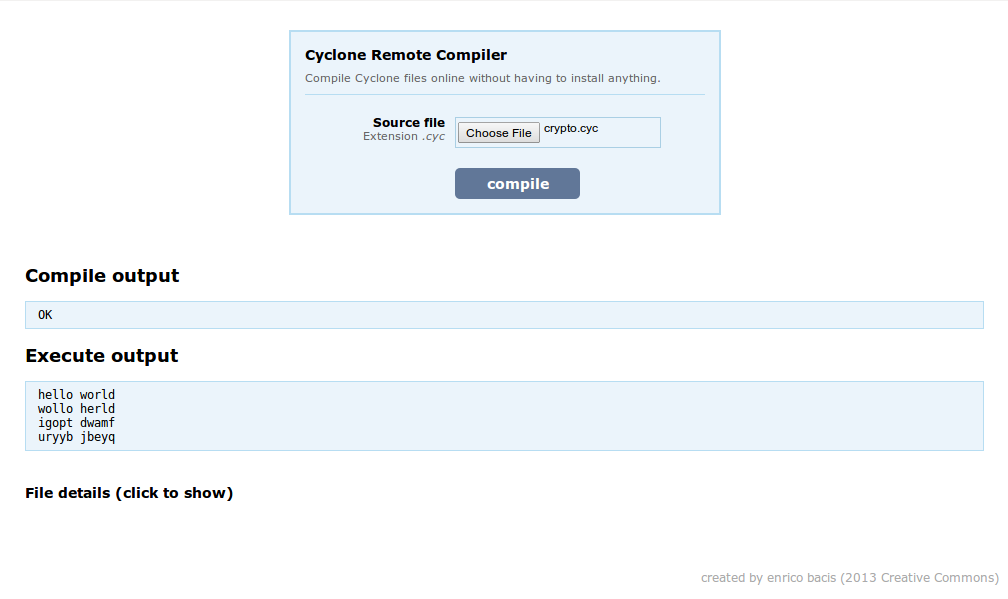 Cyclone Remote Compiler
Compile Cyclone files online without having to install anything.
Source file
Extension .cyc
Choose File crypto.cyc
compile
Compile output
OK
Execute output
hello world
wollo herld
igopt dwamf
uryyb jbeyq
File details (click to show)
created by enrico bacis (2013 Creative Commons)